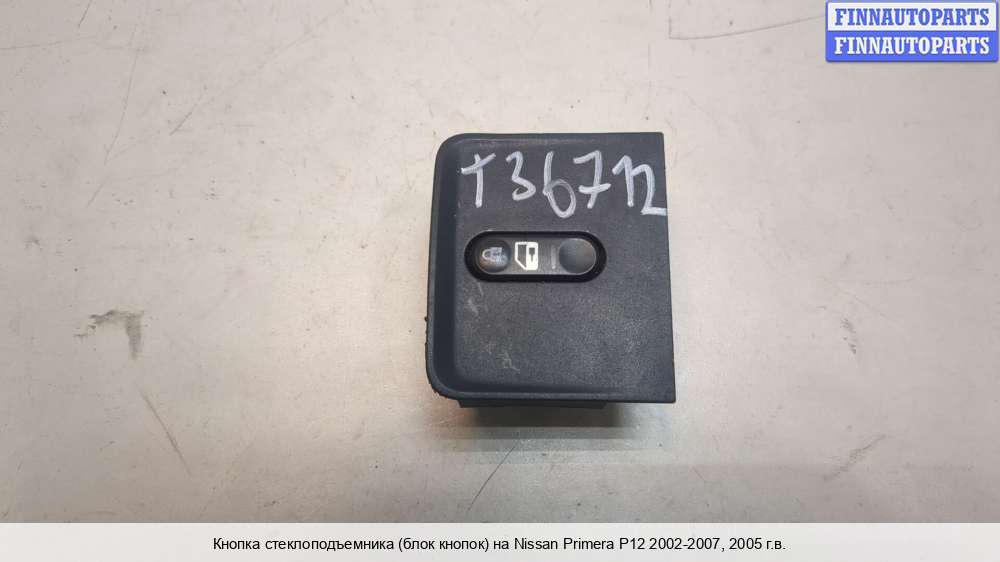 FINNAUTOPARTS
FINNAUTOPARTS
T36712
Кнопка стеклоподъемника (блок кнопок) на Nissan Primera P12 2002-2007, 2005 г.в.